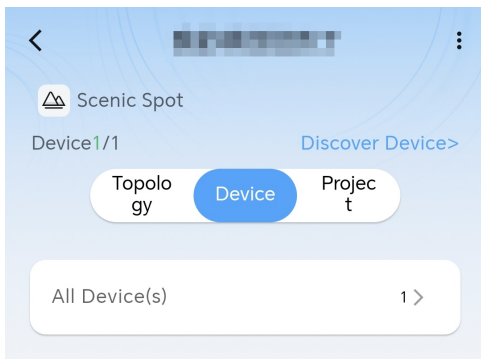 Scenic Spot
Device1/1
Discover Device>
Topolo
gy
Device
Projec
t
All Device(s)
1